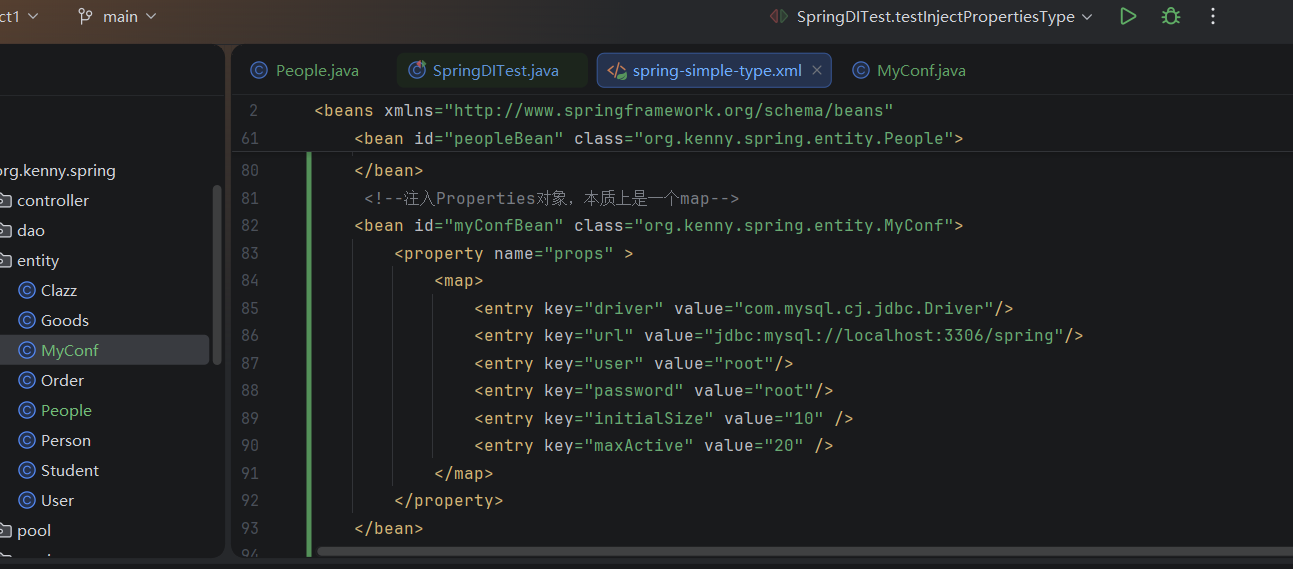 ct1 main SpringDITest.testInjectPropertiesType
People.java SpringDITest.java spring-simple-type.xml MyConf.java
org.kenny.spring
controller
dao
entity
Clazz
Goods
MyConf
Order
People
Person
Student
User
pool
2 <beans xmlns="http://www.springframework.org/schema/beans"
61 <bean id="peopleBean" class="org.kenny.spring.entity.People">
80 </bean>
81 <!--注入Properties对象，本质上是一个map-->
82 <bean id="myConfBean" class="org.kenny.spring.entity.MyConf">
83 <property name="props" >
84 <map>
85 <entry key="driver" value="com.mysql.cj.jdbc.Driver"/>
86 <entry key="url" value="jdbc:mysql://localhost:3306/spring"/>
87 <entry key="user" value="root"/>
88 <entry key="password" value="root"/>
89 <entry key="initialSize" value="10" />
90 <entry key="maxActive" value="20" />
91 </map>
92 </property>
93 </bean>
94